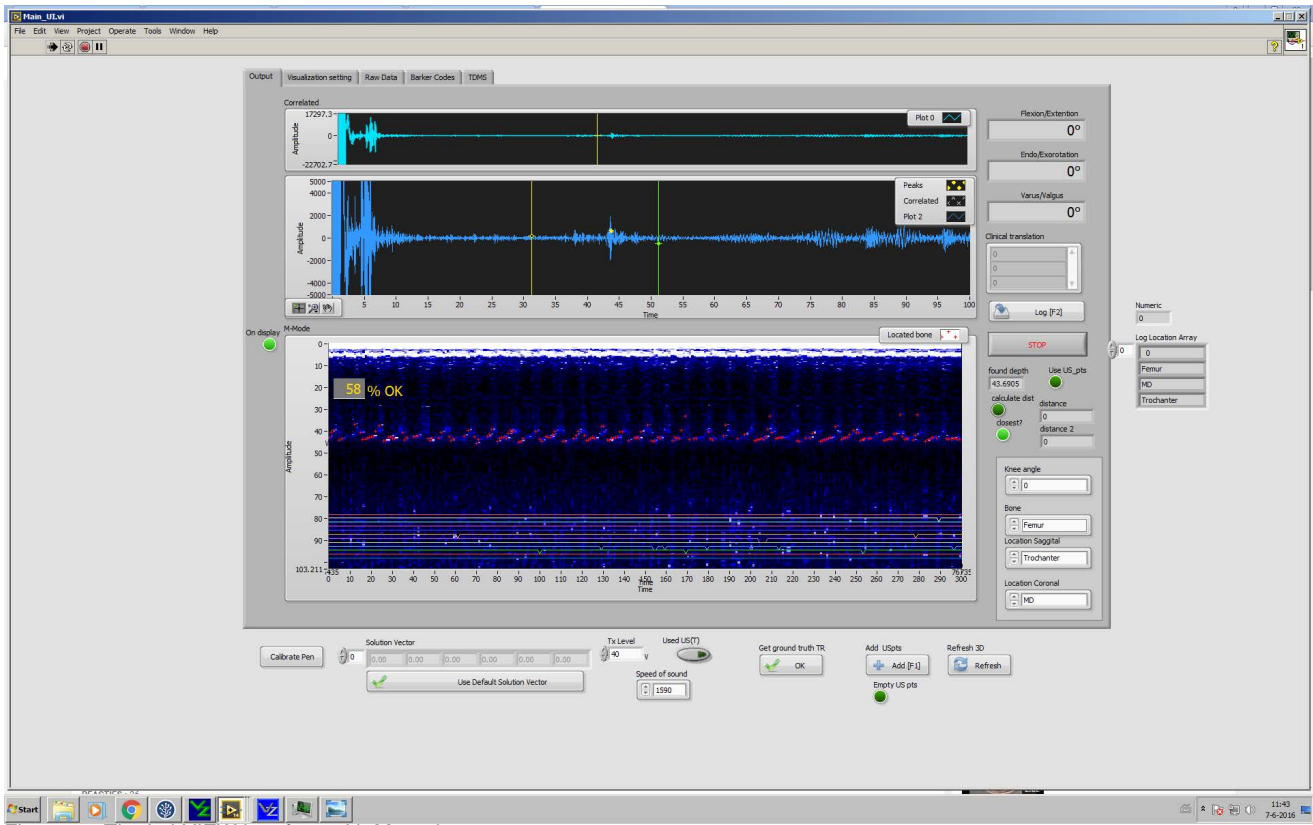 Main_UI.vi
File Edit View Project Operate Tools Window Help
Output Visualization setting Raw Data Barker Codes TDMS
Correlated
Plot 0
Amplitude
17297.3
0
-22702.7
Peaks
Correlated
Plot 2
Amplitude
5000
4000
2000
0
-2000
-4000
-5000
5 10 15 20 25 30 35 40 45 50 55 60 65 70 75 80 85 90 95 100
Time
On display
M-Mode
Located bone
58 % OK
Amplitude
0
10
20
30
40
50
60
70
80
90
103.211
0 10 20 30 40 50 60 70 80 90 100 110 120 130 140 150 160 170 180 190 200 210 220 230 240 250 260 270 280 290 300
Time
Time
Flexion/Extention
0°
Endo/Exorotation
0°
Varus/Valgus
0°
Clinical translation
0
0
0
Log [F2]
STOP
found depth Use US_pts
43.6905
calculate dist
distance
0
closest?
distance 2
0
Knee angle
0
Bone
Femur
Location Saggital
Trochanter
Location Coronal
MD
Numeric
0
Log Location Array
0 0
Femur
MD
Trochanter
Calibrate Pen
Solution Vector
0 0.00 0.00 0.00 0.00 0.00 0.00
Use Default Solution Vector
Tx Level
40 v
Used US(T)
Speed of sound
1590
Get ground truth TR
OK
Add USpts
Add [F1]
Empty US pts
Refresh 3D
Refresh
Start
11:43
7-6-2016